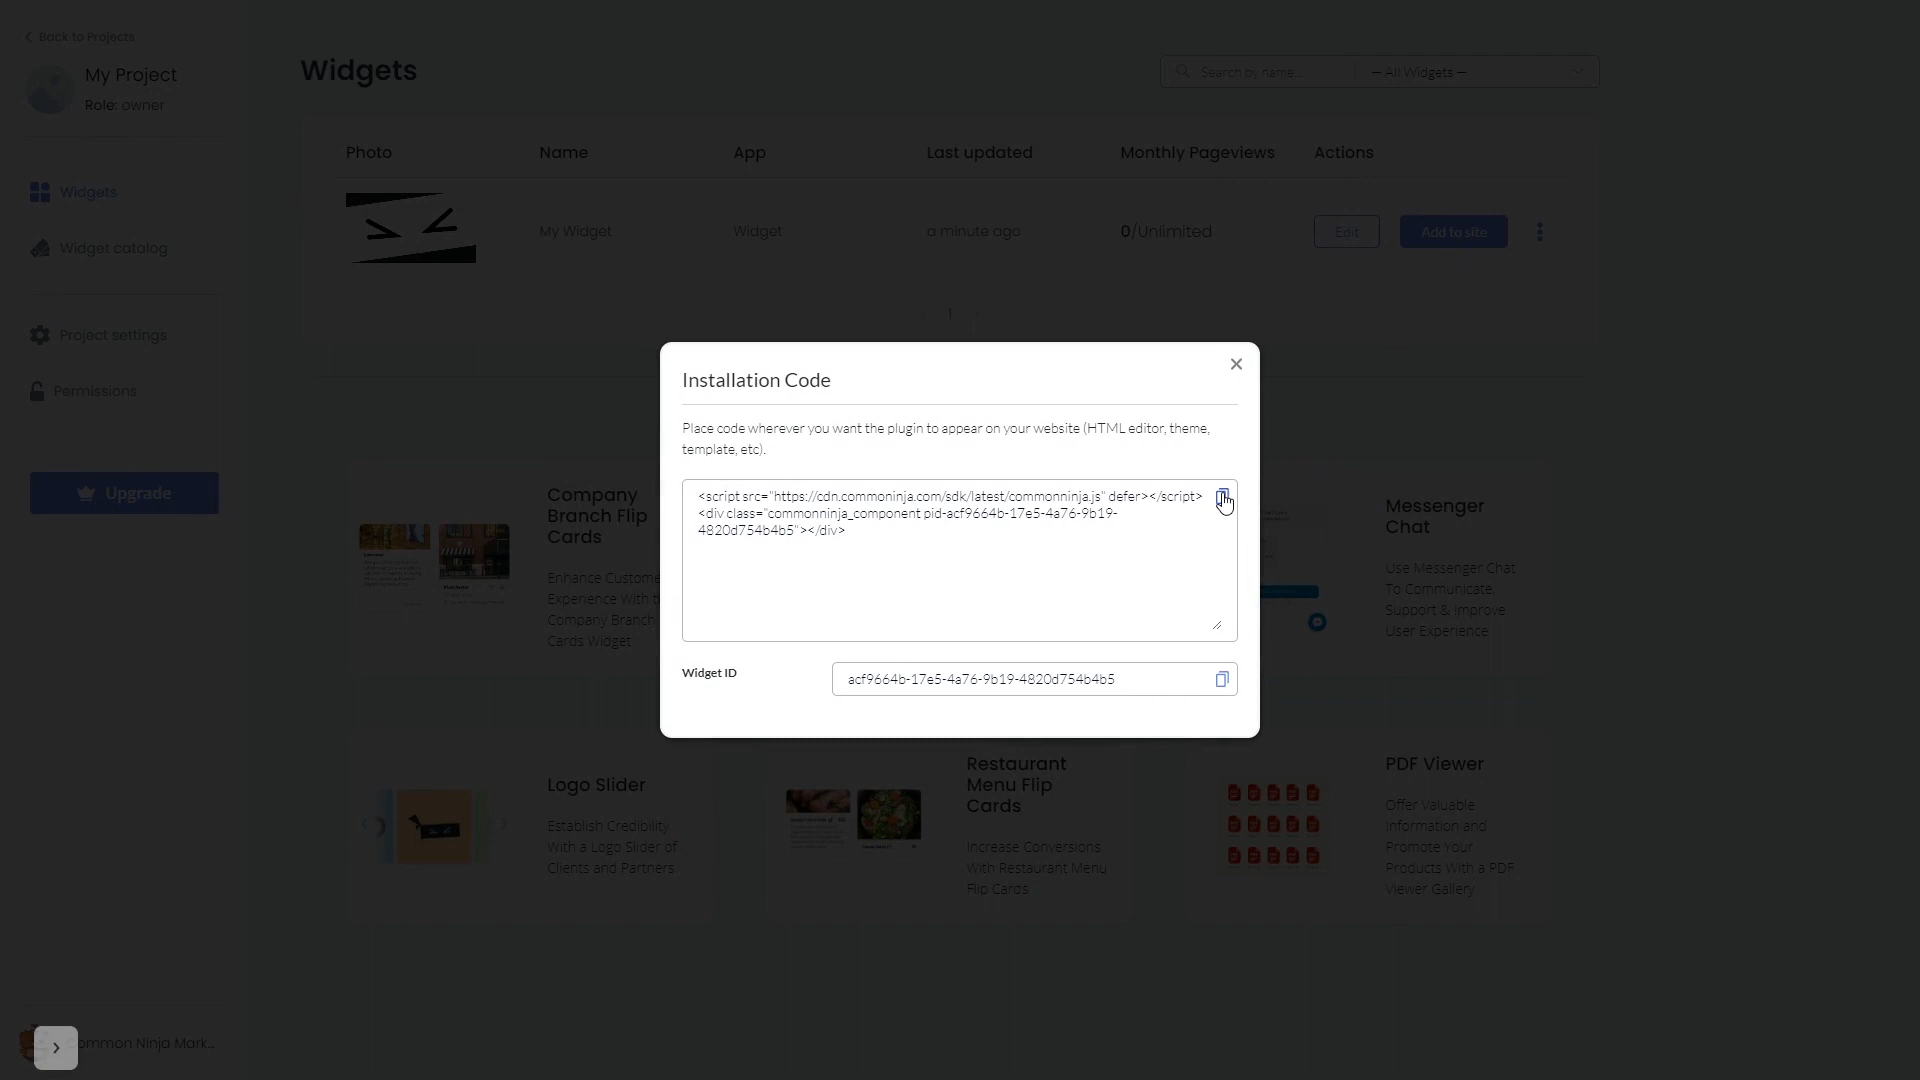 Back to Projects
My Project
Role: owner
Widgets
Widget catalog
Project settings
Permissions
Upgrade
Common Ninja Mark...
Widgets
Search by name...
— All Widgets —
Photo
Name
App
Last updated
Monthly Pageviews
Actions
My Widget
Widget
a minute ago
0/Unlimited
Edit
Add to site
1
Installation Code
Place code wherever you want the plugin to appear on your website (HTML editor, theme,
template, etc).
<script src="https://cdn.commoninja.com/sdk/latest/commonninja.js" defer></script>
<div class="commonninja_component pid-acf9664b-17e5-4a76-9b19-
4820d754b4b5"></div>
Widget ID
acf9664b-17e5-4a76-9b19-4820d754b4b5
Company
Branch Flip
Cards
Enhance Custome
Experience With
Company Branch
Cards Widget
Messenger
Chat
Use Messenger Chat
To Communicate,
Support & Improve
User Experience
Logo Slider
Establish Credibility
With a Logo Slider of
Clients and Partners
Restaurant
Menu Flip
Cards
Increase Conversions
With Restaurant Menu
Flip Cards
PDF Viewer
Offer Valuable
Information and
Promote Your
Products With a PDF
Viewer Gallery